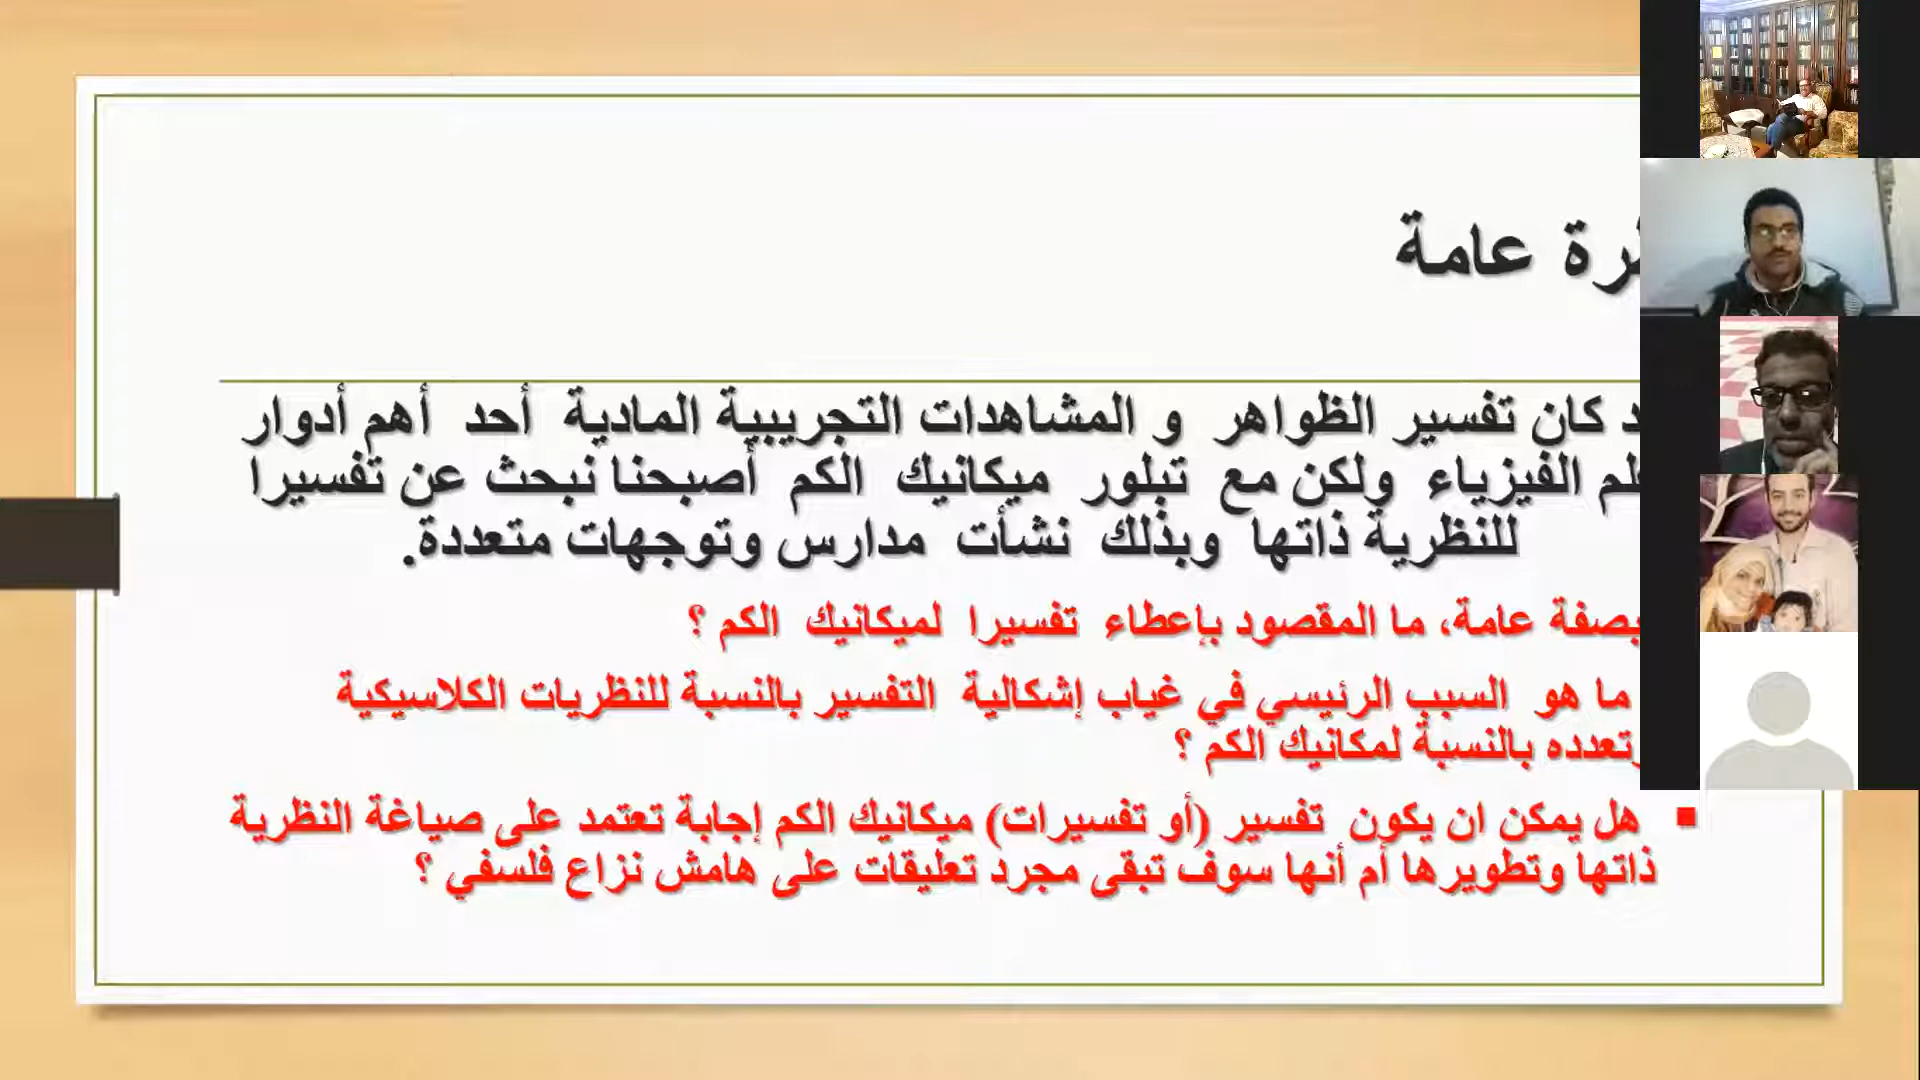 عامة
كان تفسير الظواهر و المشاهدات التجريبية المادية أحد أهم أدوار
الفيزياء ولكن مع تبلور ميكانيك الكم أصبحنا نبحث عن تفسيرا
للنظرية ذاتها وبذلك نشأت مدارس وتوجهات متعددة.
بصفة عامة، ما المقصود بإعطاء تفسيرا لميكانيك الكم ؟
ما هو السبب الرئيسي في غياب إشكالية التفسير بالنسبة للنظريات الكلاسيكية
وتعدده بالنسبة لمكانيك الكم ؟
▪ هل يمكن ان يكون تفسير (أو تفسيرات) ميكانيك الكم إجابة تعتمد على صياغة النظرية
ذاتها وتطويرها أم أنها سوف تبقى مجرد تعليقات على هامش نزاع فلسفي ؟